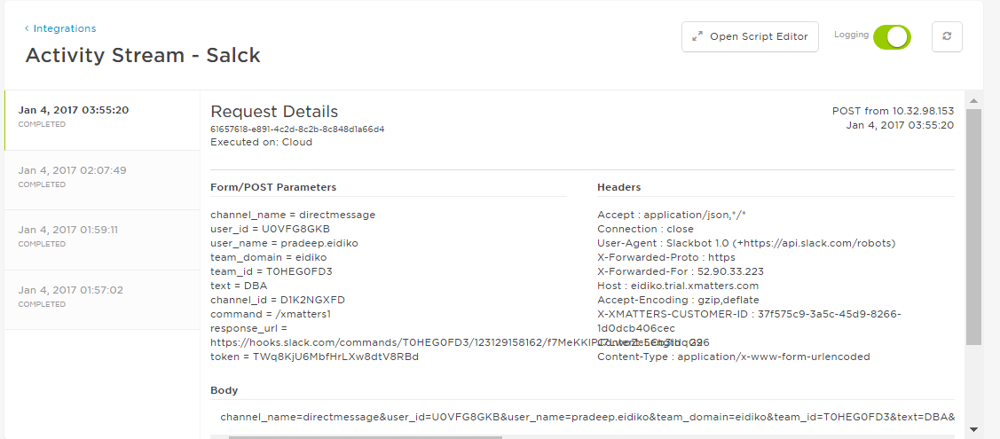 ‹ Integrations
Activity Stream - Salck
Open Script Editor
Logging
Jan 4, 2017 03:55:20
COMPLETED
Jan 4, 2017 02:07:49
COMPLETED
Jan 4, 2017 01:59:11
COMPLETED
Jan 4, 2017 01:57:02
COMPLETED
Request Details
61657618-e891-4c2d-8c2b-8c848d1a66d4
Executed on: Cloud
POST from 10.32.98.153
Jan 4, 2017 03:55:20
Form/POST Parameters
channel_name = directmessage
user_id = U0VFG8GKB
user_name = pradeep.eidiko
team_domain = eidiko
team_id = T0HEG0FD3
text = DBA
channel_id = D1K2NGXFD
command = /xmatters1
response_url =
https://hooks.slack.com/commands/T0HEG0FD3/123129158162/
token = TWq8KjU6MbfHrLXw8dtV8RBd
Headers
Accept : application/json,*/*
Connection : close
User-Agent : Slackbot 1.0 (+https://api.slack.com/robots)
X-Forwarded-Proto : https
X-Forwarded-For : 52.90.33.223
Host : eidiko.trial.xmatters.com
Accept-Encoding : gzip,deflate
X-XMATTERS-CUSTOMER-ID : 37f575c9-3a5c-45d9-8266-
1d0dcb406cec
Content-Type : application/x-www-form-urlencoded
Body
channel_name=directmessage&user_id=U0VFG8GKB&user_name=pradeep.eidiko&team_domain=eidiko&team_id=T0HEG0FD3&text=DBA&